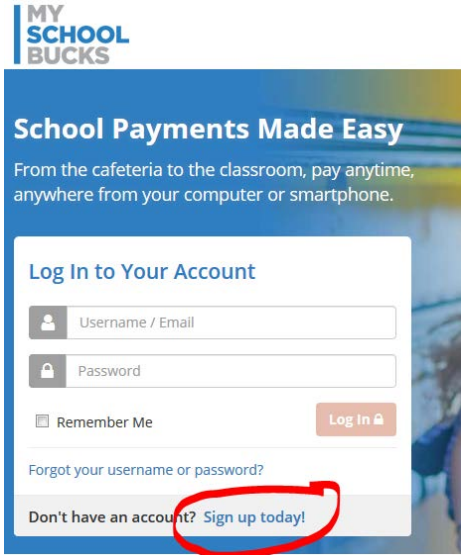 MY
SCHOOL
BUCKS
School Payments Made Easy
From the cafeteria to the classroom, pay anytime,
anywhere from your computer or smartphone.
Log In to Your Account
Username / Email
Password
Remember Me
Log In
Forgot your username or password?
Don't have an account? Sign up today!